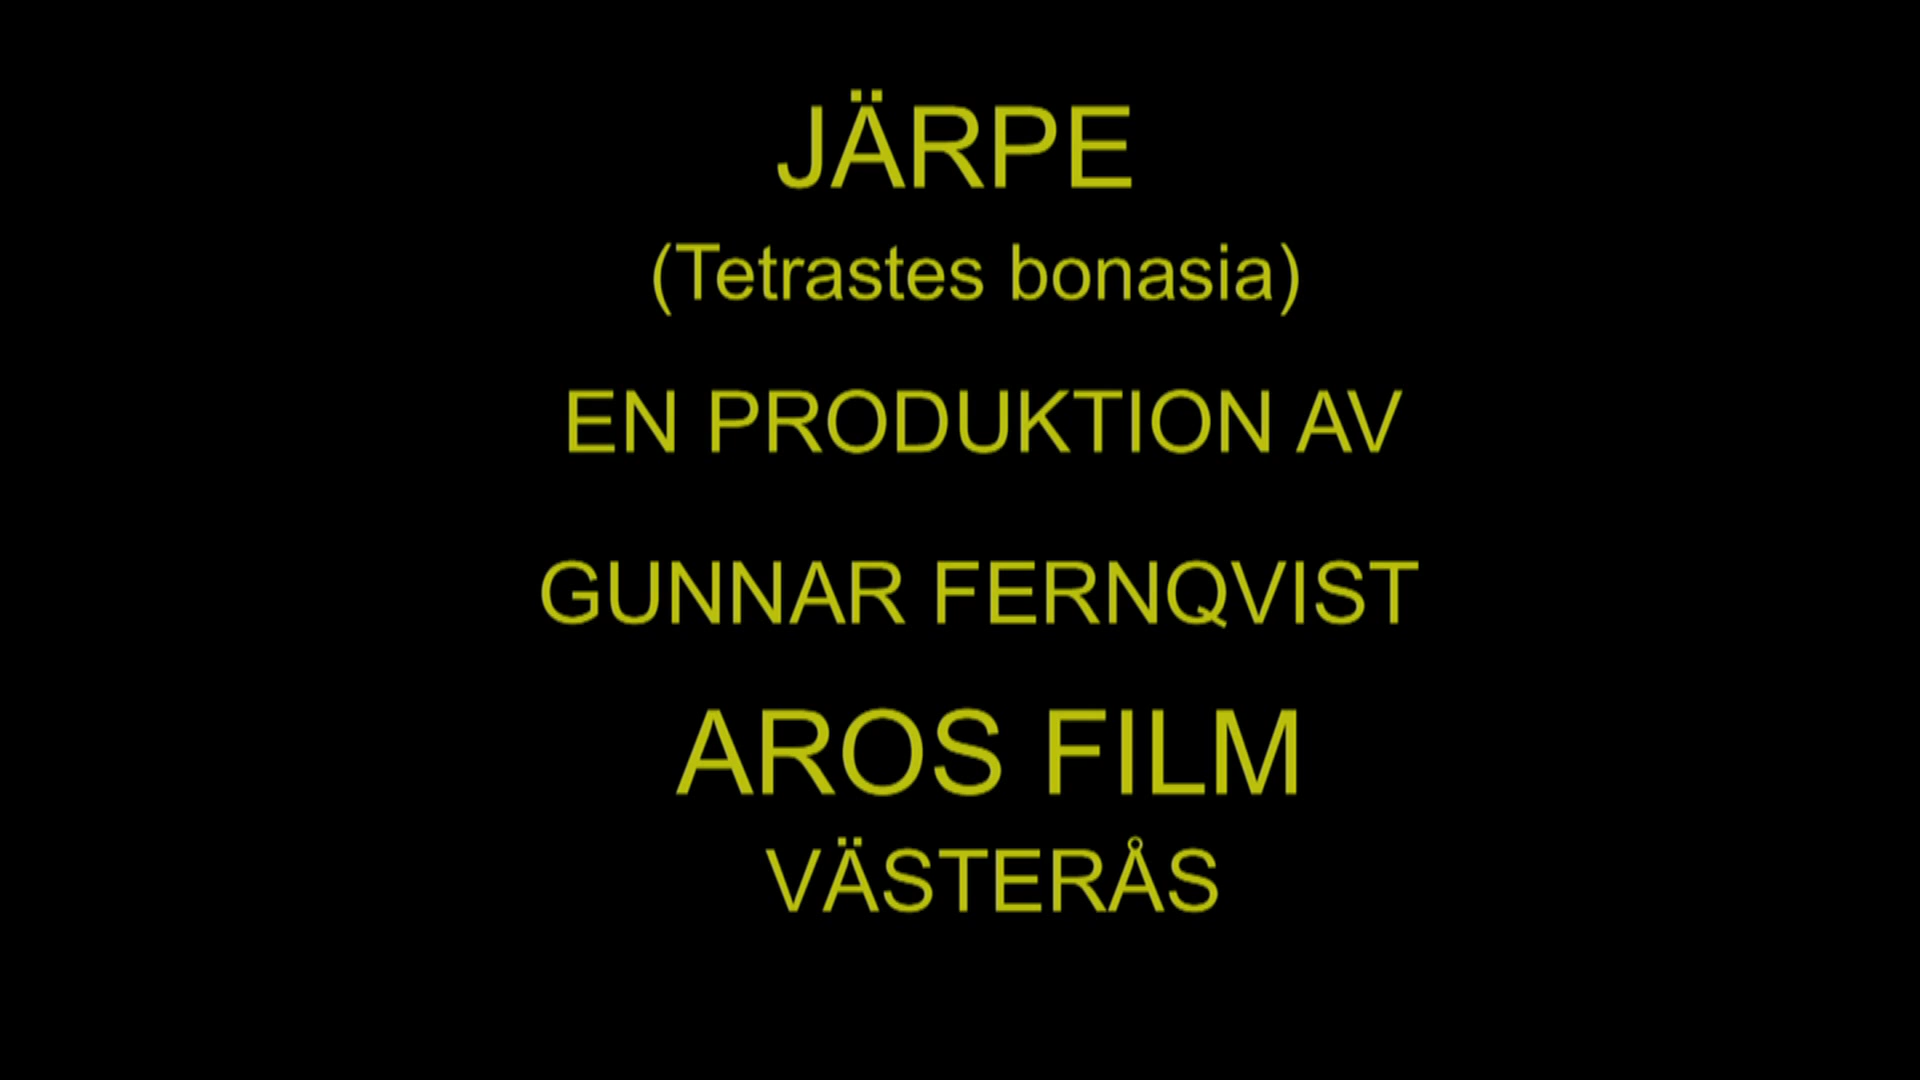 JÄRPE
(Tetrastes bonasia)
EN PRODUKTION AV
GUNNAR FERNQVIST
AROS FILM
VÄSTERÅS